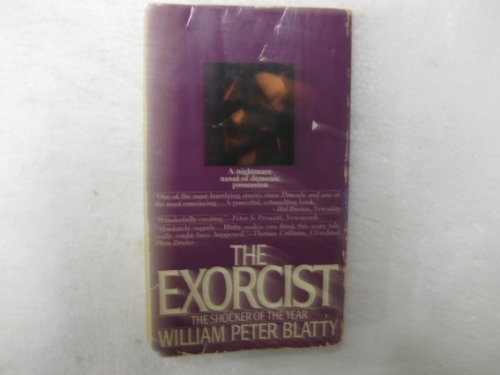 A nightmare
novel of demonic
possession.
"One of the most horrifying stories since Dracula and one
of the most convincing... A powerful, astonishing book."
—Hal Burton, Newsday
"Wonderfully exciting."—Peter S. Prescott, Newsweek
"Absolutely superb... Blatty makes you think this scary tale
really might have happened."—Thomas Cullinan, Cleveland
Plain Dealer
THE
EXORCIST
THE SHOCKER OF THE YEAR
WILLIAM PETER BLATTY